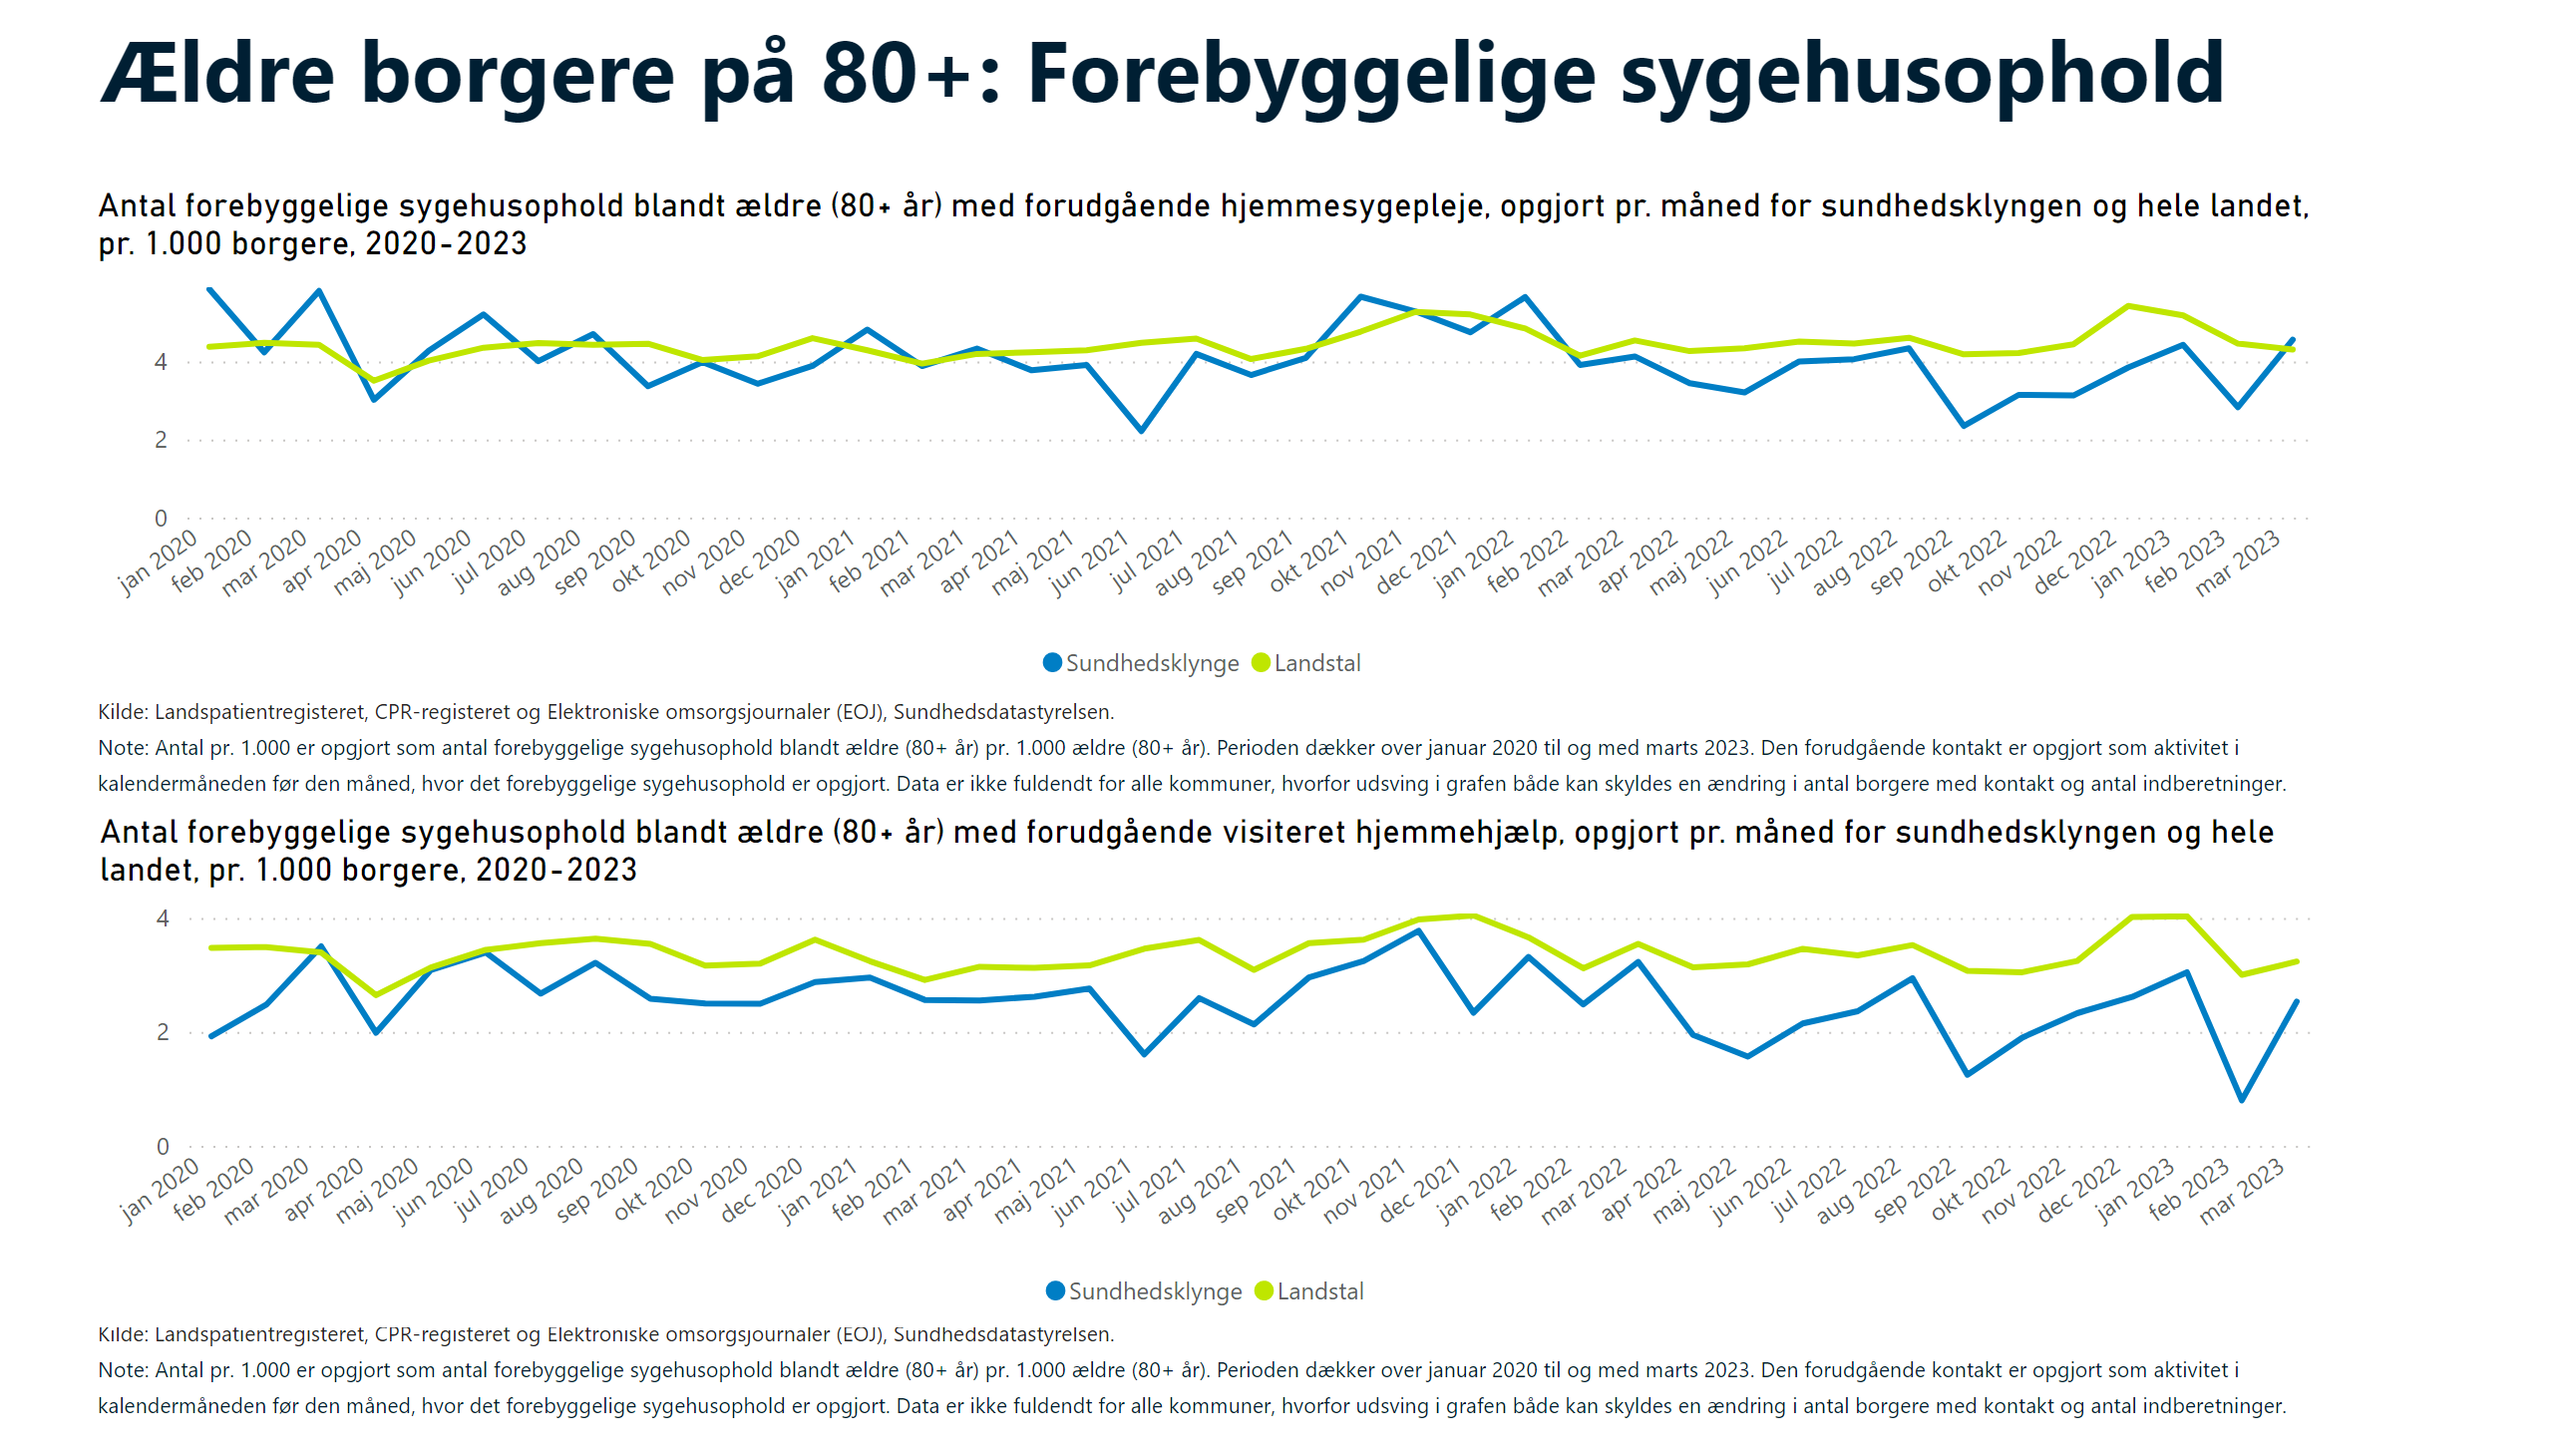 Ældre borgere på 80+: Forebyggelige sygehusophold
Antal forebyggelige sygehusophold blandt ældre (80+ år) med forudgående hjemmesygepleje, opgjort pr. måned for sundhedsklyngen og hele landet,
pr. 1.000 borgere, 2020-2023
4
2
0
jan 2020 feb 2020 mar 2020 apr 2020 maj 2020 jun 2020 jul 2020 aug 2020 sep 2020 okt 2020 nov 2020 dec 2020 jan 2021 feb 2021 mar 2021 apr 2021 maj 2021 jun 2021 jul 2021 aug 2021 sep 2021 okt 2021 nov 2021 dec 2021 jan 2022 feb 2022 mar 2022 apr 2022 maj 2022 jun 2022 jul 2022 aug 2022 sep 2022 okt 2022 nov 2022 dec 2022 jan 2023 feb 2023 mar 2023
Sundhedsklynge Landstal
Kilde: Landspatientregisteret, CPR-registeret og Elektroniske omsorgsjournaler (EOJ), Sundhedsdatastyrelsen.
Note: Antal pr. 1.000 er opgjort som antal forebyggelige sygehusophold blandt ældre (80+ år) pr. 1.000 ældre (80+ år). Perioden dækker over januar 2020 til og med marts 2023. Den forudgående kontakt er opgjort som aktivitet i
kalendermåneden før den måned, hvor det forebyggelige sygehusophold er opgjort. Data er ikke fuldendt for alle kommuner, hvorfor udsving i grafen både kan skyldes en ændring i antal borgere med kontakt og antal indberetninger.
Antal forebyggelige sygehusophold blandt ældre (80+ år) med forudgående visiteret hjemmehjælp, opgjort pr. måned for sundhedsklyngen og hele
landet, pr. 1.000 borgere, 2020-2023
4
2
0
jan 2020 feb 2020 mar 2020 apr 2020 maj 2020 jun 2020 jul 2020 aug 2020 sep 2020 okt 2020 nov 2020 dec 2020 jan 2021 feb 2021 mar 2021 apr 2021 maj 2021 jun 2021 jul 2021 aug 2021 sep 2021 okt 2021 nov 2021 dec 2021 jan 2022 feb 2022 mar 2022 apr 2022 maj 2022 jun 2022 jul 2022 aug 2022 sep 2022 okt 2022 nov 2022 dec 2022 jan 2023 feb 2023 mar 2023
Sundhedsklynge Landstal
Kilde: Landspatientregisteret, CPR-registeret og Elektroniske omsorgsjournaler (EOJ), Sundhedsdatastyrelsen.
Note: Antal pr. 1.000 er opgjort som antal forebyggelige sygehusophold blandt ældre (80+ år) pr. 1.000 ældre (80+ år). Perioden dækker over januar 2020 til og med marts 2023. Den forudgående kontakt er opgjort som aktivitet i
kalendermåneden før den måned, hvor det forebyggelige sygehusophold er opgjort. Data er ikke fuldendt for alle kommuner, hvorfor udsving i grafen både kan skyldes en ændring i antal borgere med kontakt og antal indberetninger.